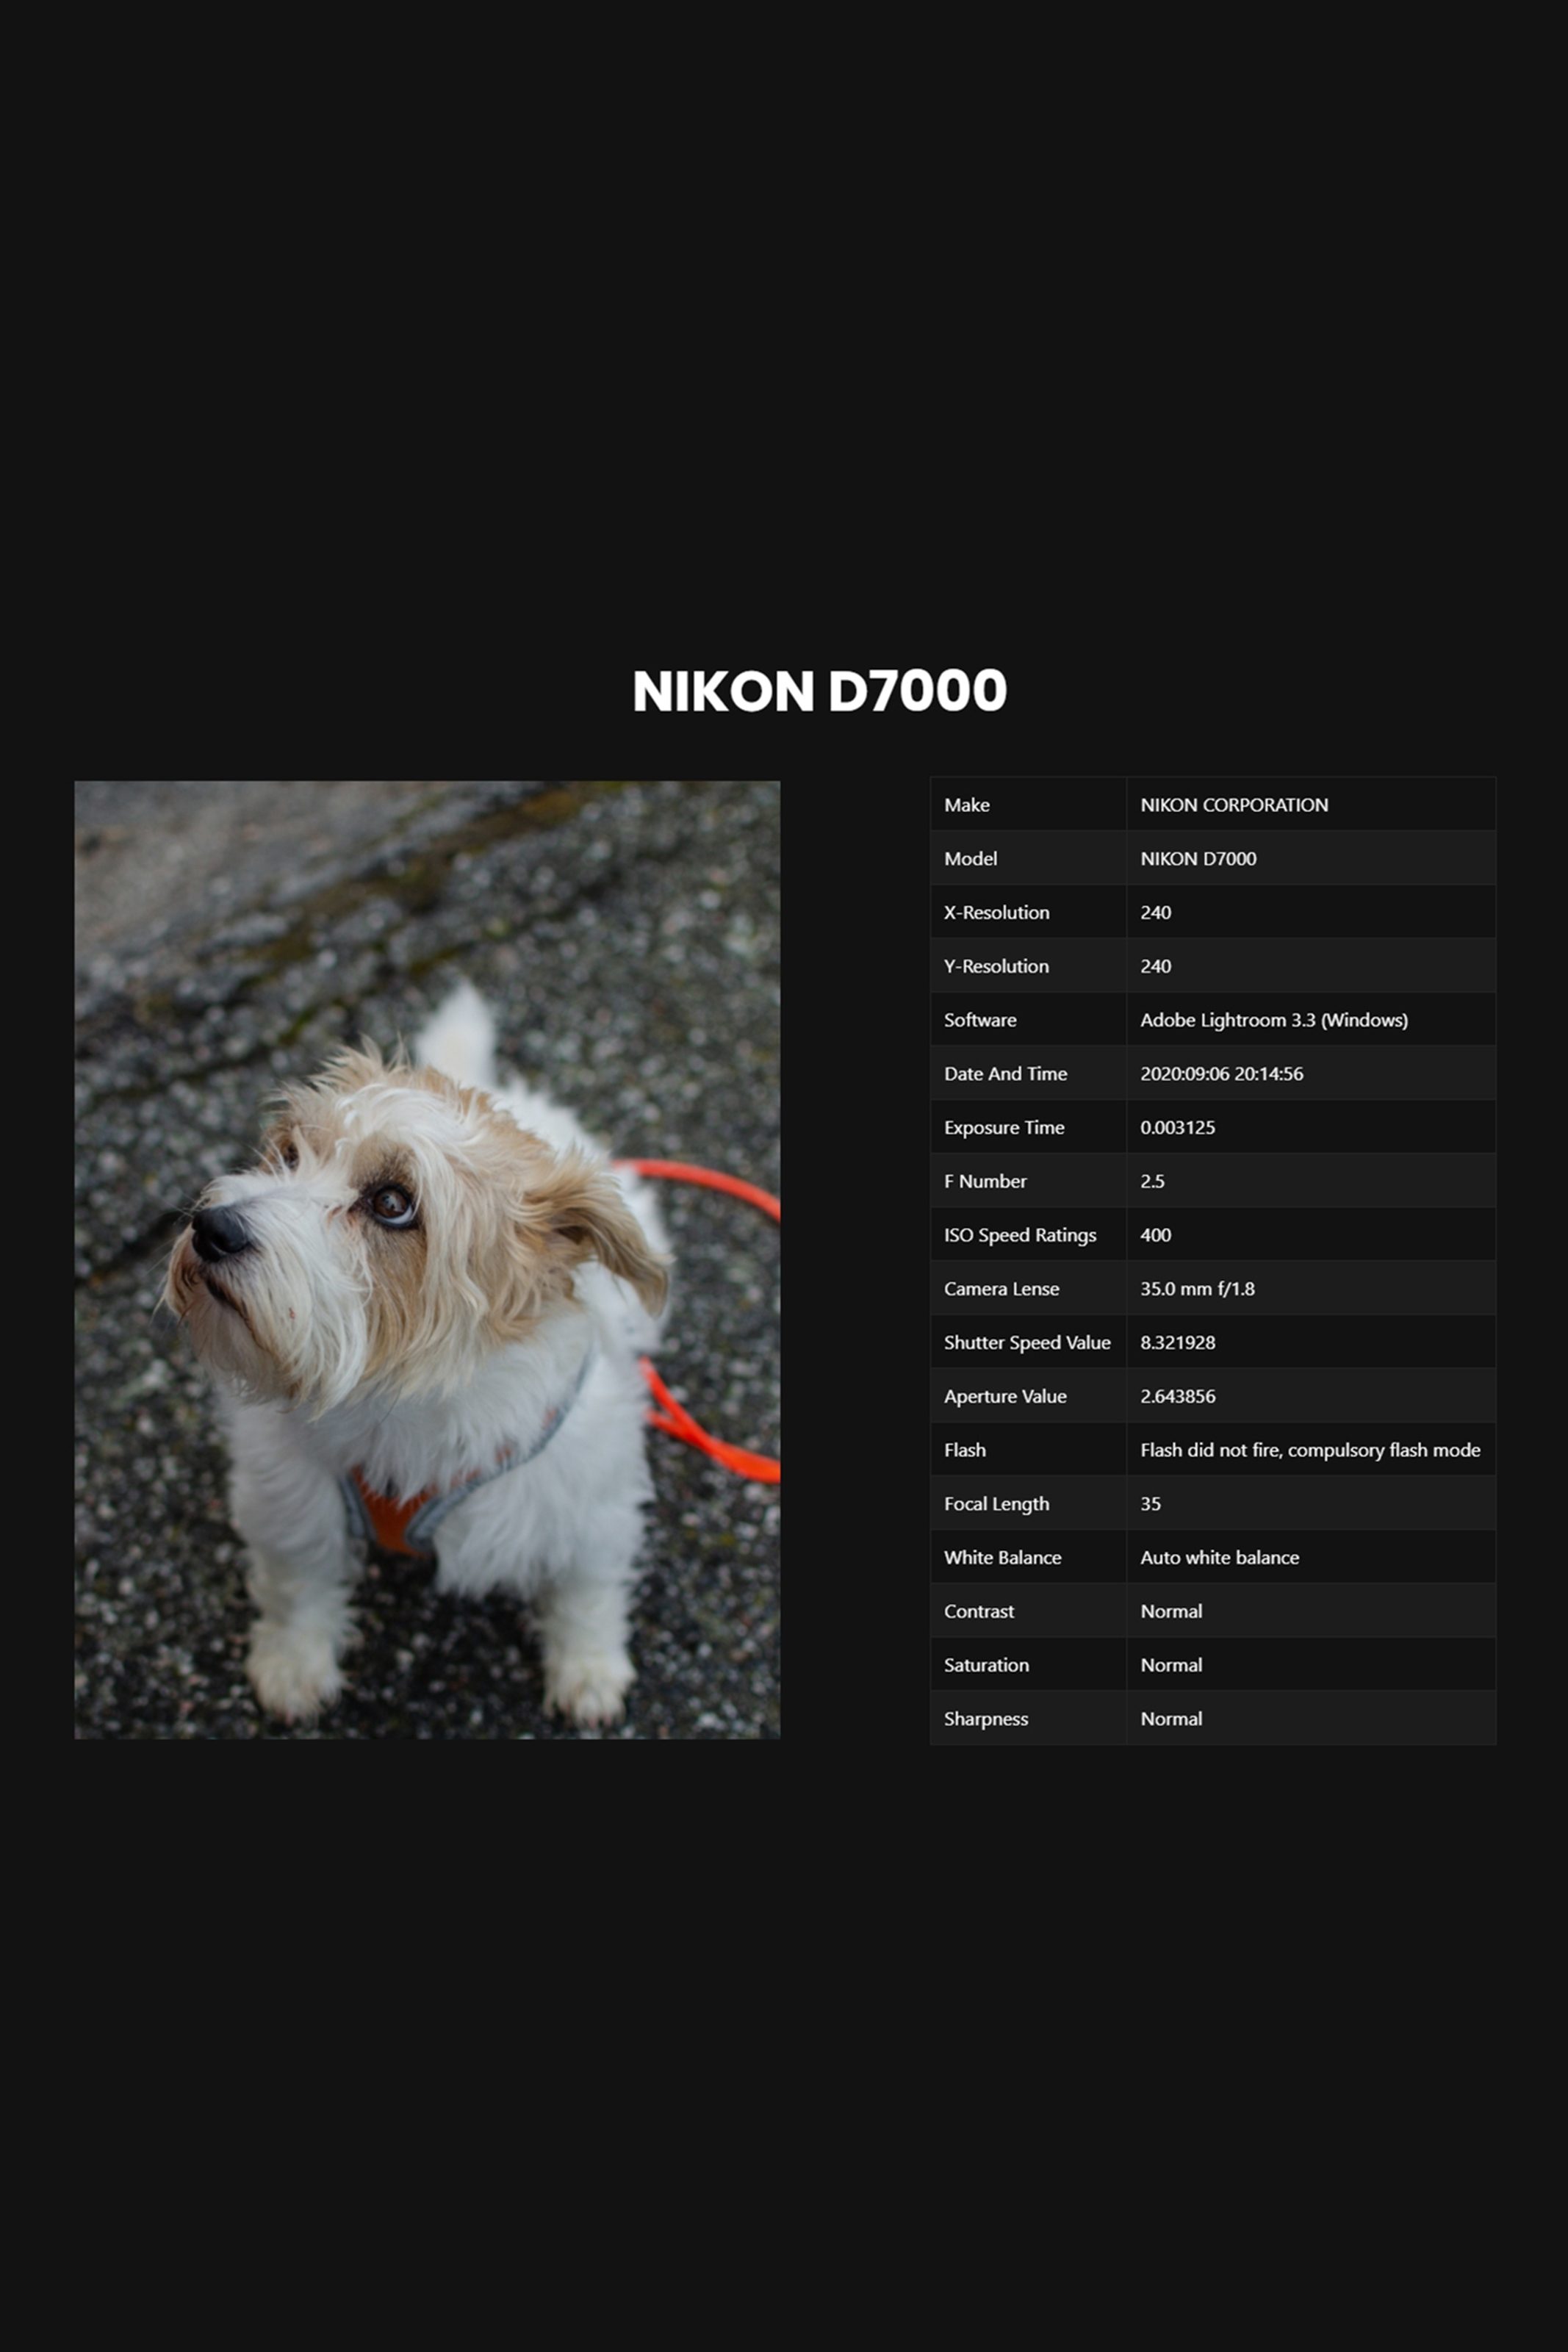 NIKON D7000
Make NIKON CORPORATION
Model NIKON D7000
X-Resolution 240
Y-Resolution 240
Software Adobe Lightroom 3.3 (Windows)
Date And Time 2020:09:06 20:14:56
Exposure Time 0.003125
F Number 2.5
ISO Speed Ratings 400
Camera Lense 35.0 mm f/1.8
Shutter Speed Value 8.321928
Aperture Value 2.643856
Flash Flash did not fire, compulsory flash mode
Focal Length 35
White Balance Auto white balance
Contrast Normal
Saturation Normal
Sharpness Normal